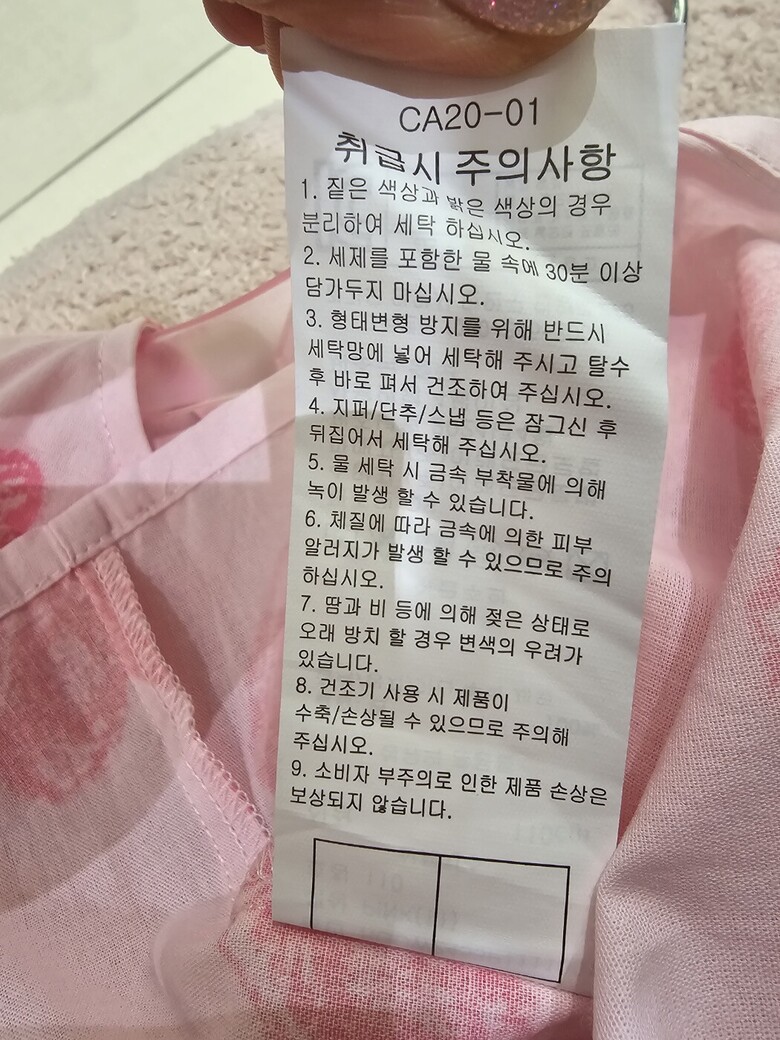 CA20-01
취급시 주의사항
1. 짙은 색상과 밝은 색상의 경우
분리하여 세탁 하십시오.
2. 세제를 포함한 물 속에 30분 이상
담가두지 마십시오.
3. 형태변형 방지를 위해 반드시
세탁망에 넣어 세탁해 주시고 탈수
후 바로 펴서 건조하여 주십시오.
4. 지퍼/단추/스냅 등은 잠그신 후
뒤집어서 세탁해 주십시오.
5. 물 세탁 시 금속 부착물에 의해
녹이 발생 할 수 있습니다.
6. 체질에 따라 금속에 의한 피부
알러지가 발생 할 수 있으므로 주의
하십시오.
7. 땀과 비 등에 의해 젖은 상태로
오래 방치 할 경우 변색의 우려가
있습니다.
8. 건조기 사용 시 제품이
수축/손상될 수 있으므로 주의해
주십시오.
9. 소비자 부주의로 인한 제품 손상은
보상되지 않습니다.